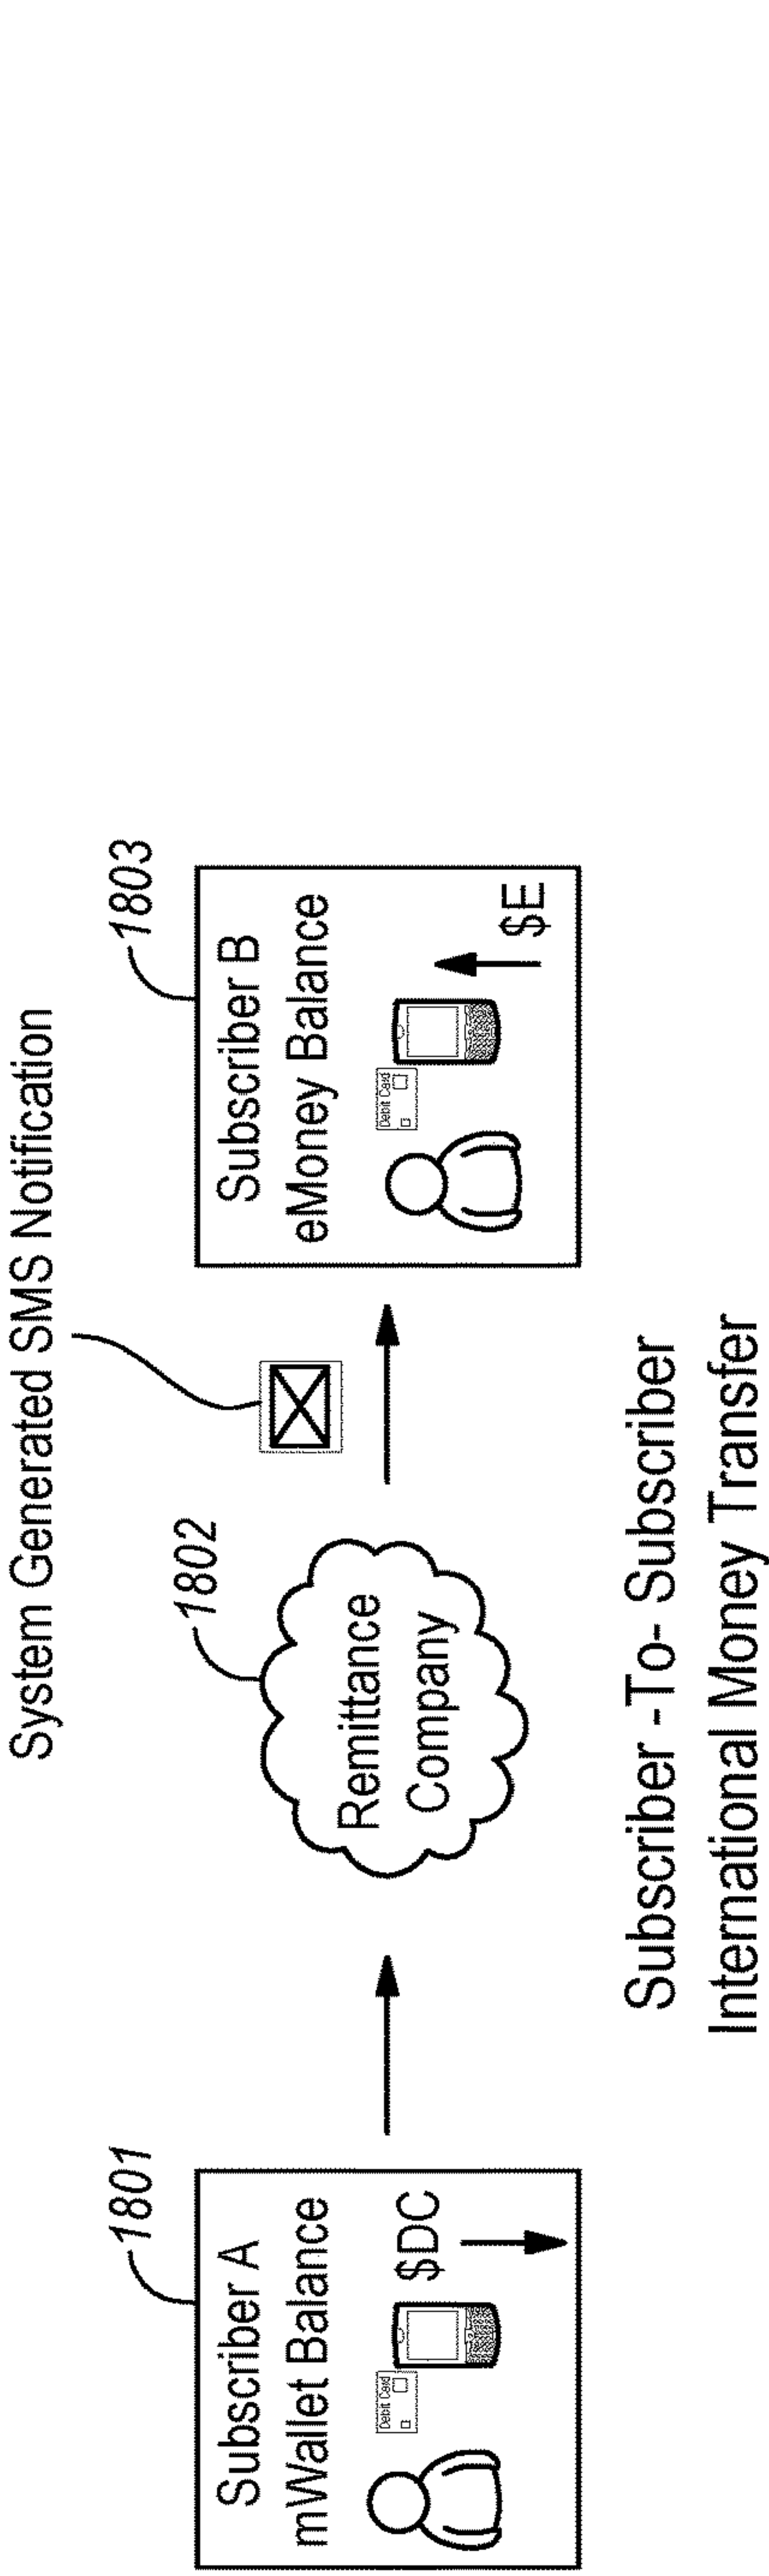 System Generated SMS Notification
1801
Subscriber A
mWallet Balance
Debit Card
$DC
1802
Remittance
Company
1803
Subscriber B
eMoney Balance
Debit Card
$E
Subscriber -To- Subscriber
International Money Transfer